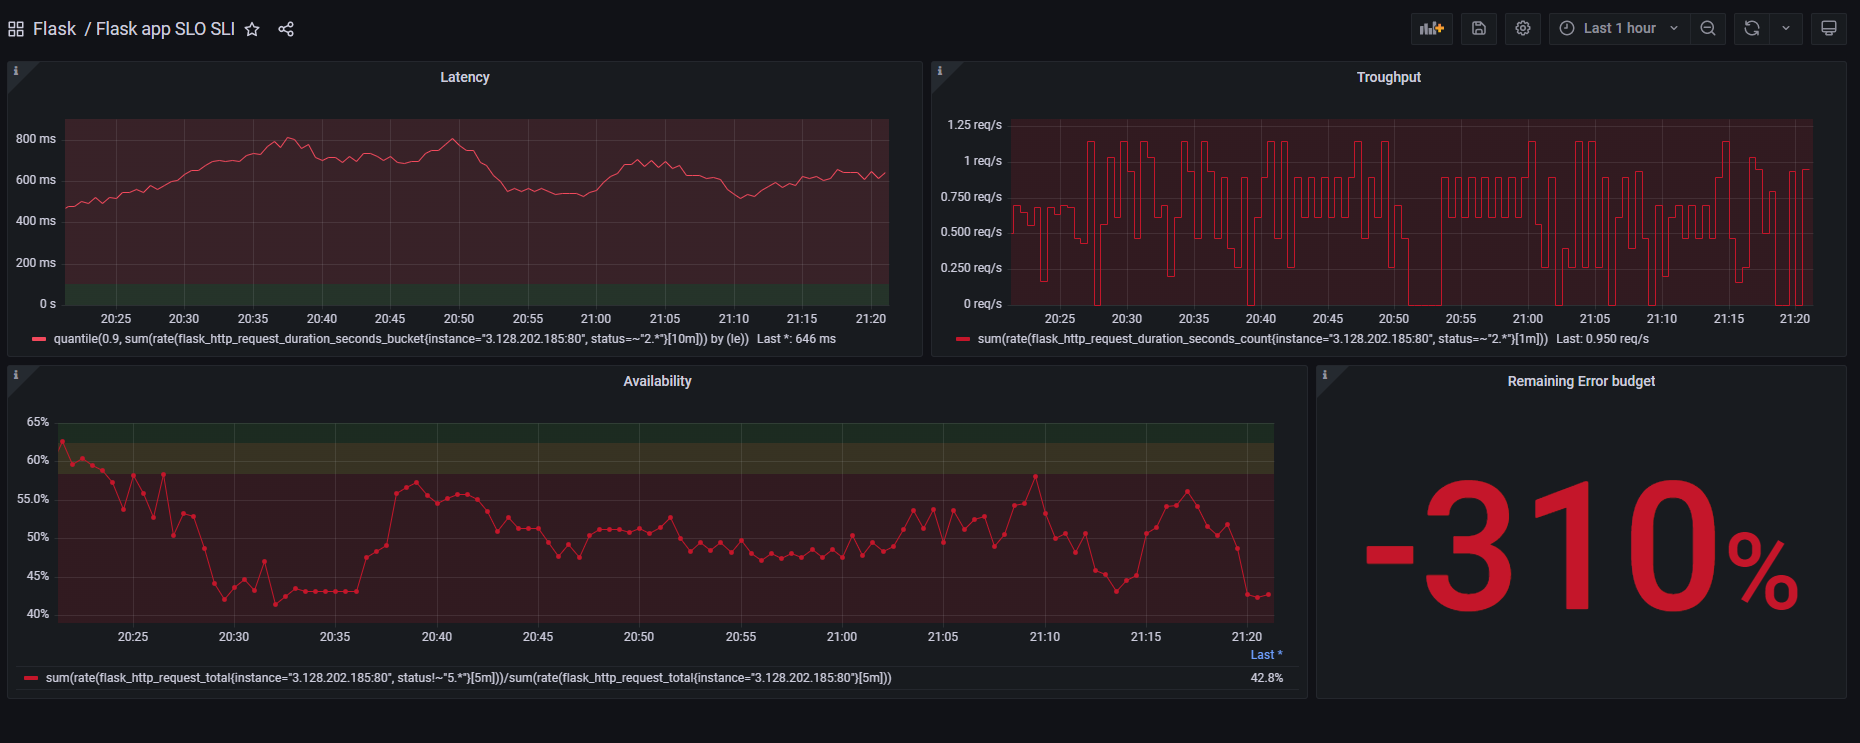 Flask / Flask app SLO SLI
Last 1 hour
Latency
800 ms
600 ms
400 ms
200 ms
0 s
20:25 20:30 20:35 20:40 20:45 20:50 20:55 21:00 21:05 21:10 21:15 21:20
quantile(0.9, sum(rate(flask_http_request_duration_seconds_bucket{instance="3.128.202.185:80", status=~"2.*"}[10m])) by (le)) Last *: 646 ms
Troughput
1.25 req/s
1 req/s
0.750 req/s
0.500 req/s
0.250 req/s
0 req/s
20:25 20:30 20:35 20:40 20:45 20:50 20:55 21:00 21:05 21:10 21:15 21:20
sum(rate(flask_http_request_duration_seconds_count{instance="3.128.202.185:80", status=~"2.*"}[1m])) Last: 0.950 req/s
Availability
65%
60%
55.0%
50%
45%
40%
20:25 20:30 20:35 20:40 20:45 20:50 20:55 21:00 21:05 21:10 21:15 21:20
Last *
sum(rate(flask_http_request_total{instance="3.128.202.185:80", status!~"5.*"}[5m]))/sum(rate(flask_http_request_total{instance="3.128.202.185:80"}[5m])) 42.8%
Remaining Error budget
-310%